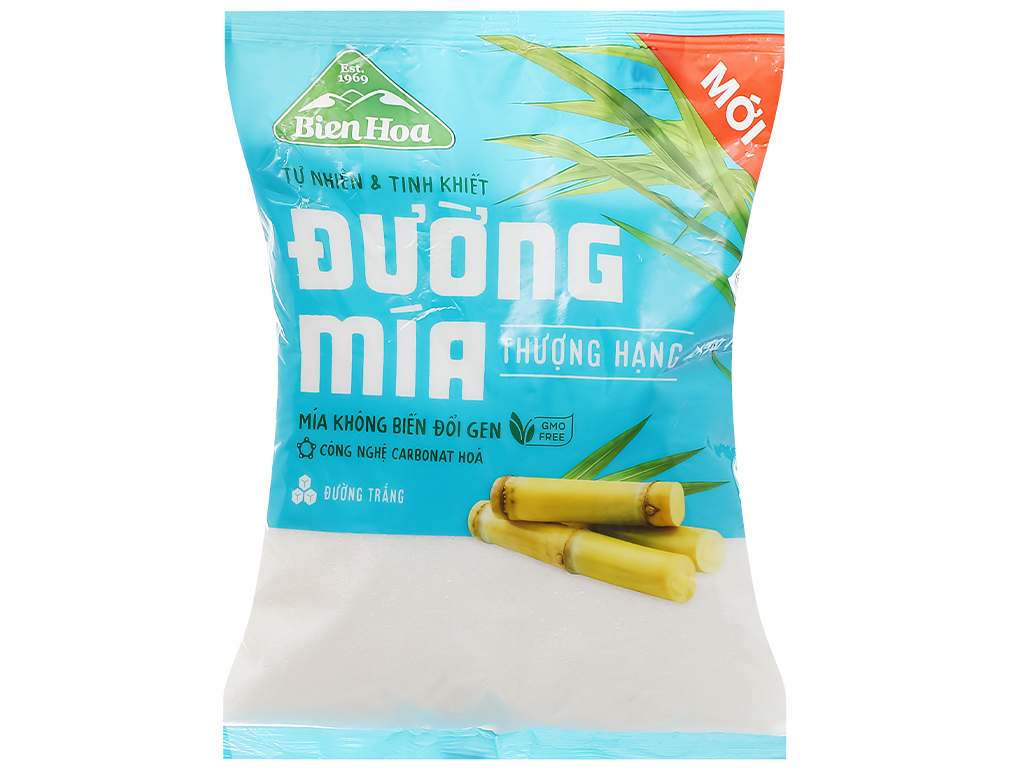 Est.
1969
Bien Hoa
MỚI
TỰ NHIÊN & TINH KHIẾT
ĐƯỜNG
MÍA
THƯỢNG HẠNG
MÍA KHÔNG BIẾN ĐỔI GEN
GMO
FREE
CÔNG NGHỆ CARBONAT HOÁ
ĐƯỜNG TRẮNG